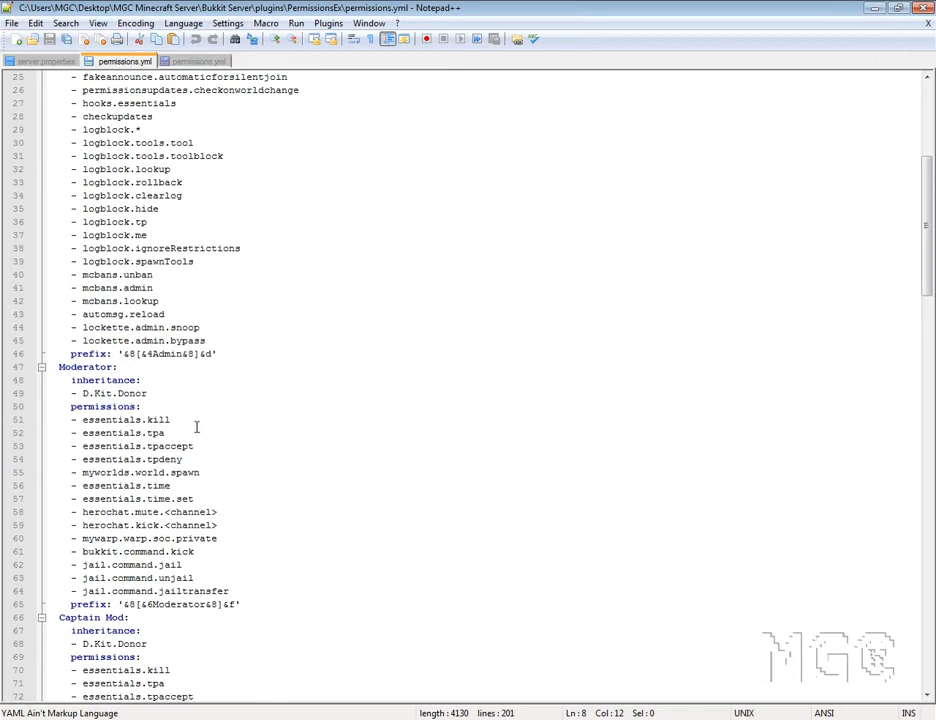 C:\Users\MGC\Desktop\MGC Minecraft Server\Bukkit Server\plugins\PermissionsEx\permissions.yml - Notepad++
File Edit Search View Encoding Language Settings Macro Run Plugins Window ? X
server.properties permissions.yml permissions.yml
25 - fakeannounce.automaticforsilentjoin
26 - permissionsupdates.checkonworldchange
27 - hooks.essentials
28 - checkupdates
29 - logblock.*
30 - logblock.tools.tool
31 - logblock.tools.toolblock
32 - logblock.lookup
33 - logblock.rollback
34 - logblock.clearlog
35 - logblock.hide
36 - logblock.tp
37 - logblock.me
38 - logblock.ignoreRestrictions
39 - logblock.spawnTools
40 - mcbans.unban
41 - mcbans.admin
42 - mcbans.lookup
43 - automsg.reload
44 - lockette.admin.snoop
45 - lockette.admin.bypass
46 prefix: '&8[&4Admin&8]&d'
47 Moderator:
48 inheritance:
49 - D.Kit.Donor
50 permissions:
51 - essentials.kill
52 - essentials.tpa
53 - essentials.tpaccept
54 - essentials.tpdeny
55 - myworlds.world.spawn
56 - essentials.time
57 - essentials.time.set
58 - herochat.mute.<channel>
59 - herochat.kick.<channel>
60 - mywarp.warp.soc.private
61 - bukkit.command.kick
62 - jail.command.jail
63 - jail.command.unjail
64 - jail.command.jailtransfer
65 prefix: '&8[&6Moderator&8]&f'
66 Captain Mod:
67 inheritance:
68 - D.Kit.Donor
69 permissions:
70 - essentials.kill
71 - essentials.tpa
72 - essentials.tpaccept
MGC
YAML Ain't Markup Language length : 4130 lines : 201 Ln : 8 Col : 12 Sel : 0 UNIX ANSI INS